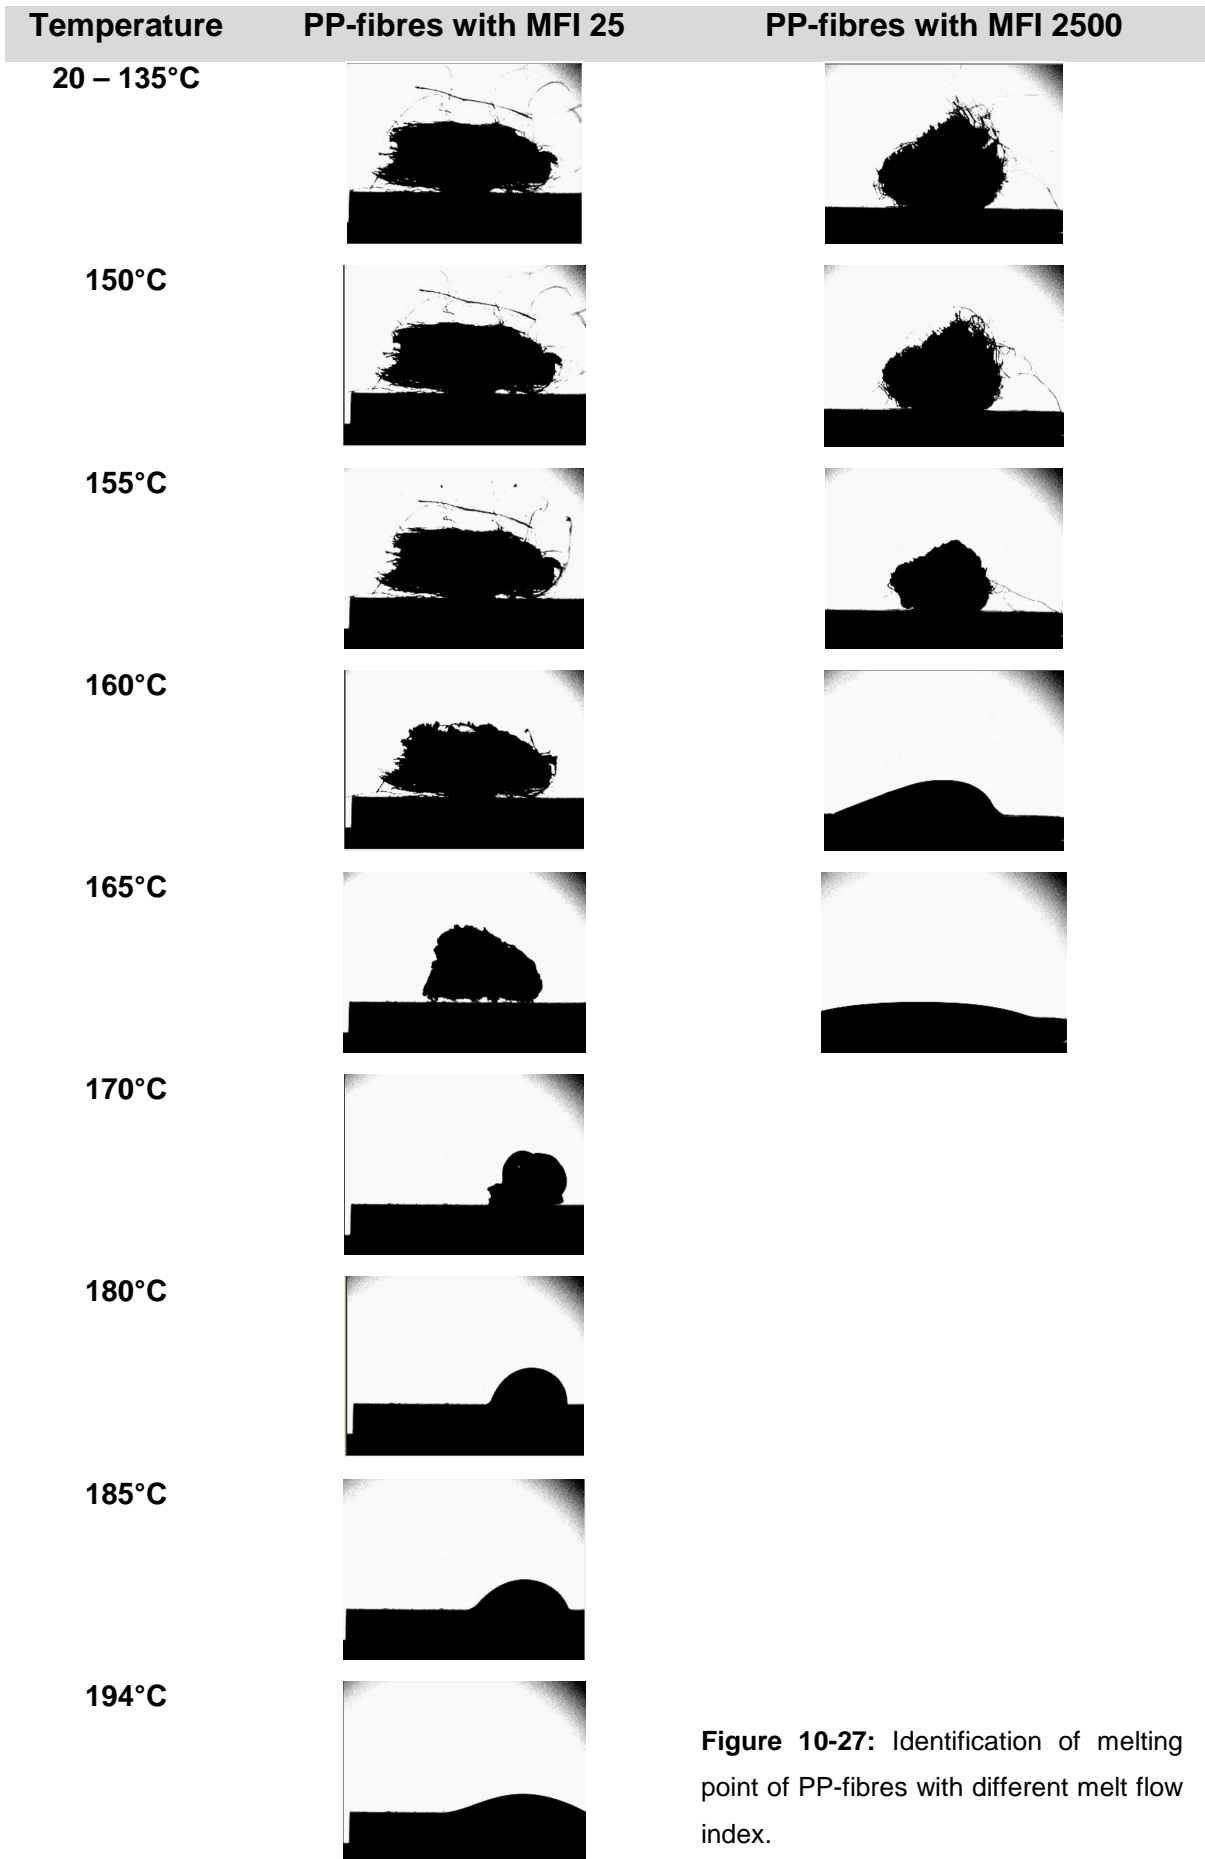 Temperature PP-fibres with MFI 25 PP-fibres with MFI 2500
20 – 135°C
150°C
155°C
160°C
165°C
170°C
180°C
185°C
194°C
Figure 10-27: Identification of melting
point of PP-fibres with different melt flow
index.